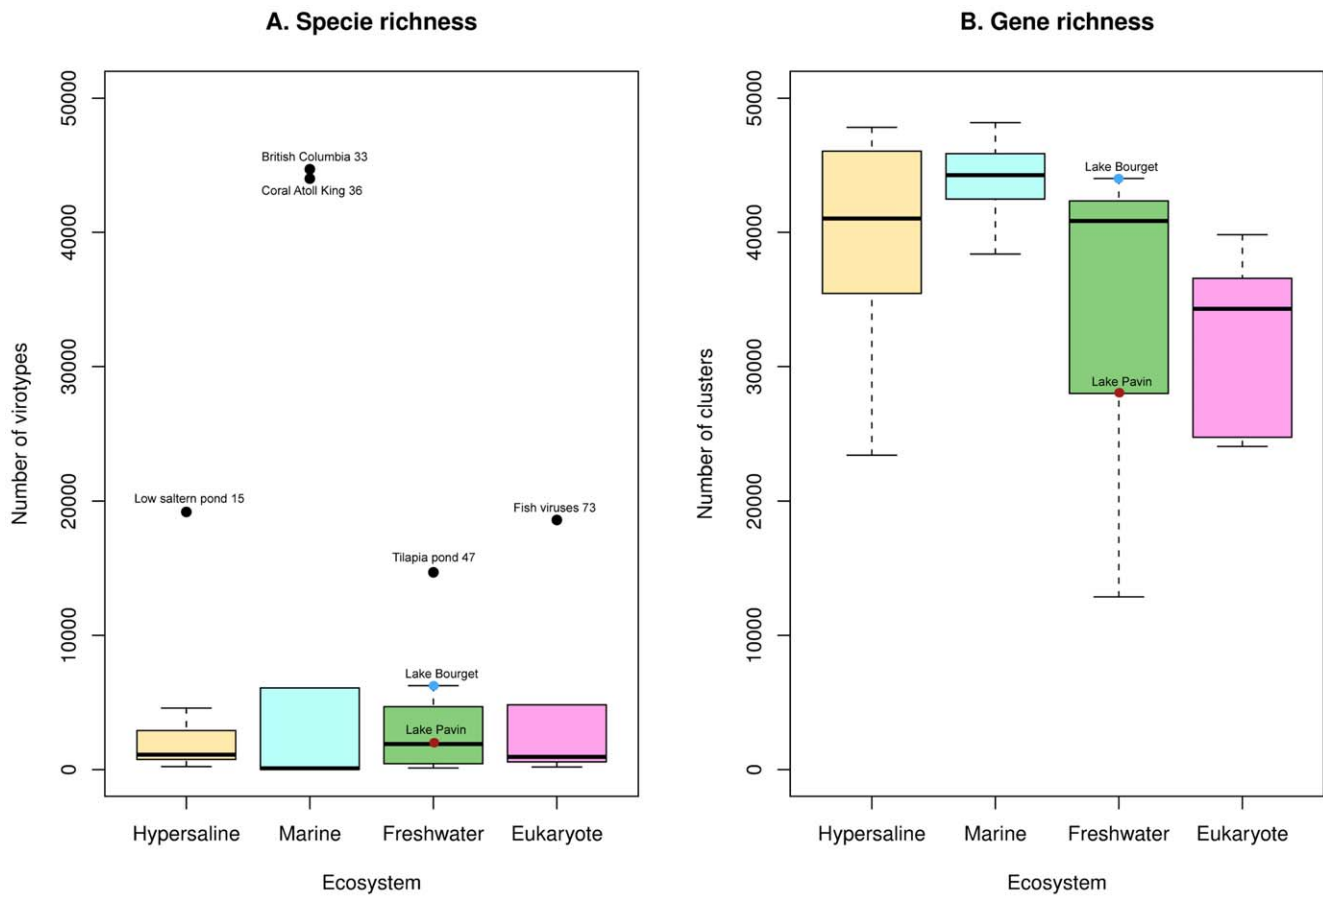 A. Specie richness
Number of virotypes
50000
40000
30000
20000
10000
0
British Columbia 33
Coral Atoll King 36
Low saltern pond 15
Fish viruses 73
Tilapia pond 47
Lake Bourget
Lake Pavin
Hypersaline Marine Freshwater Eukaryote
Ecosystem
B. Gene richness
Number of clusters
50000
40000
30000
20000
10000
0
Lake Bourget
Lake Pavin
Hypersaline Marine Freshwater Eukaryote
Ecosystem